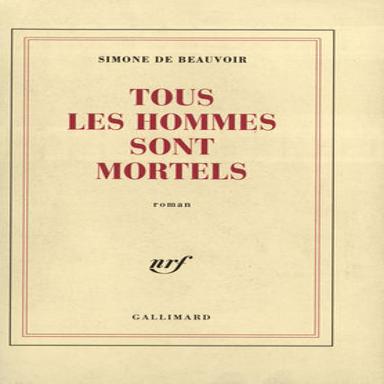 SIMONE DE BEAUVOIR
TOUS
LES HOMMES
SONT
MORTELS
roman
nrf
GALLIMARD